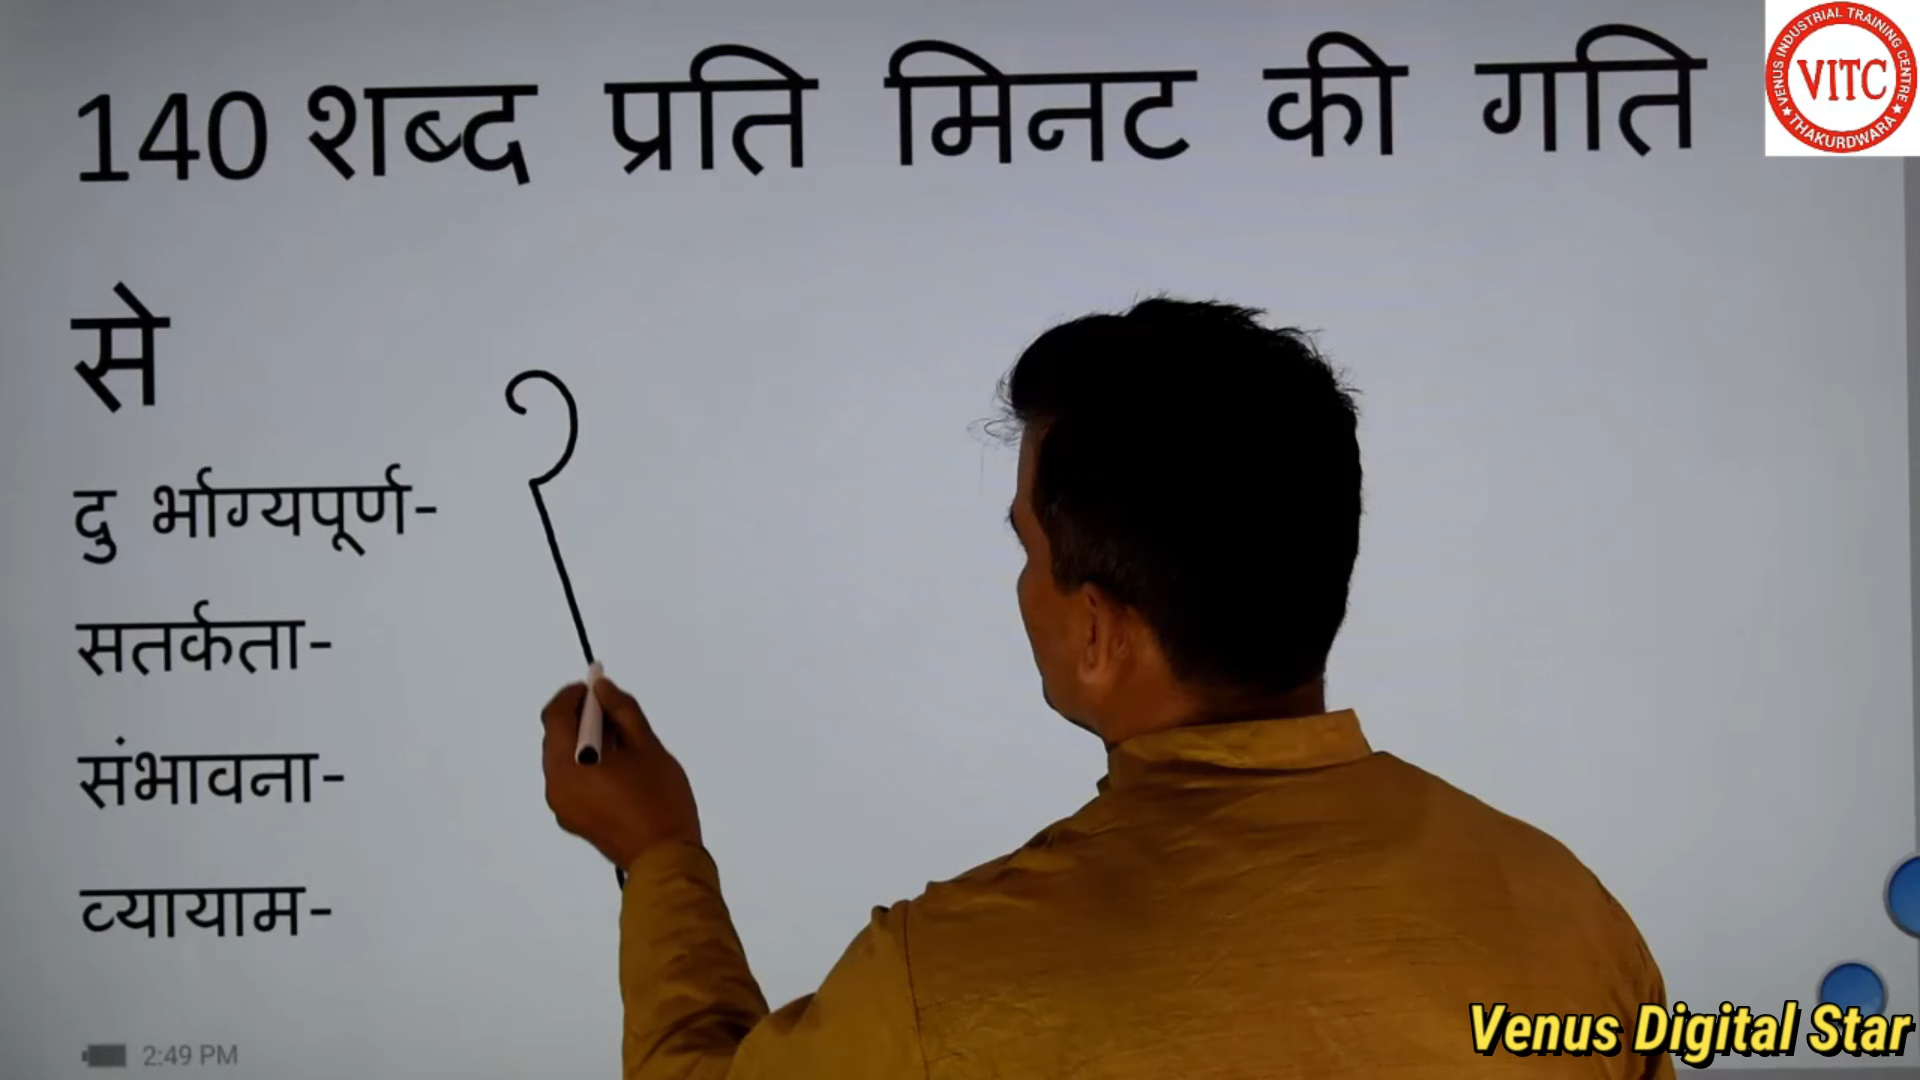 140 शब्द प्रति मिनट की गति
से
दु र्भाग्यपूर्ण-
सतर्कता-
संभावना-
व्यायाम-
2:49 PM
VENUS INDUSTRIAL TRAINING CENTRE
VITC
★ THAKURDWARA ★
Venus Digital Star